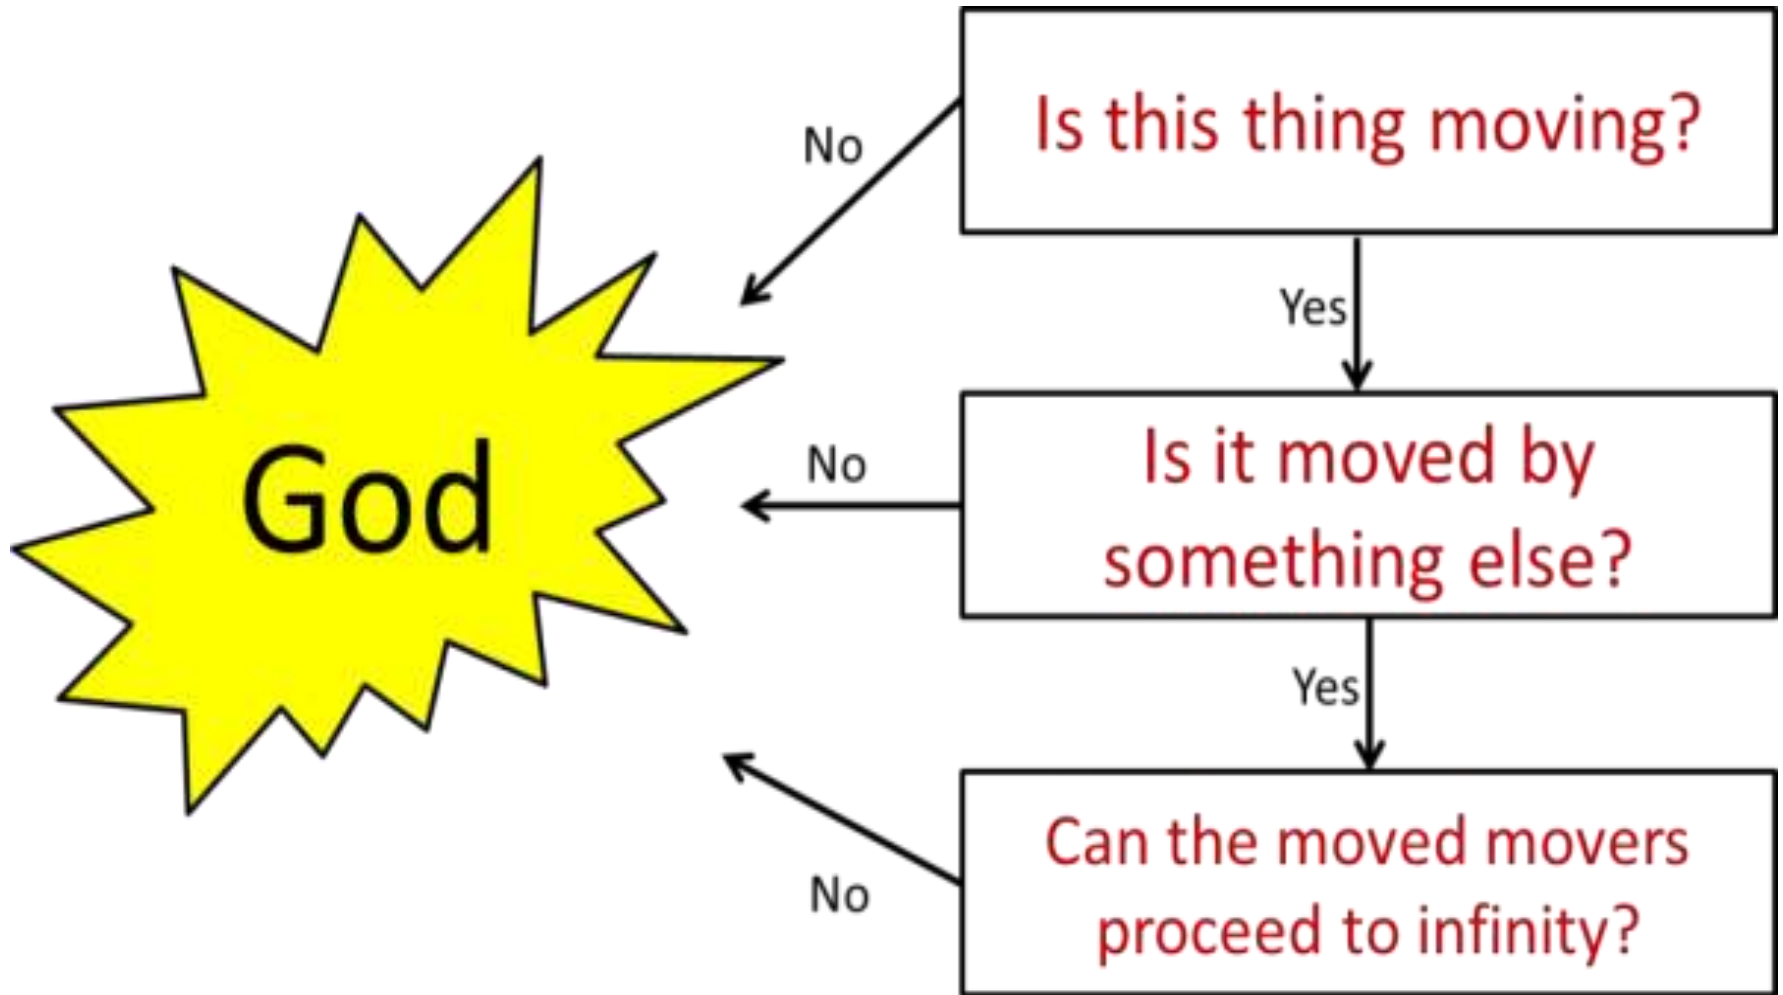 Is this thing moving?
No
Yes
God
Is it moved by
something else?
No
Yes
Can the moved movers
proceed to infinity?
No